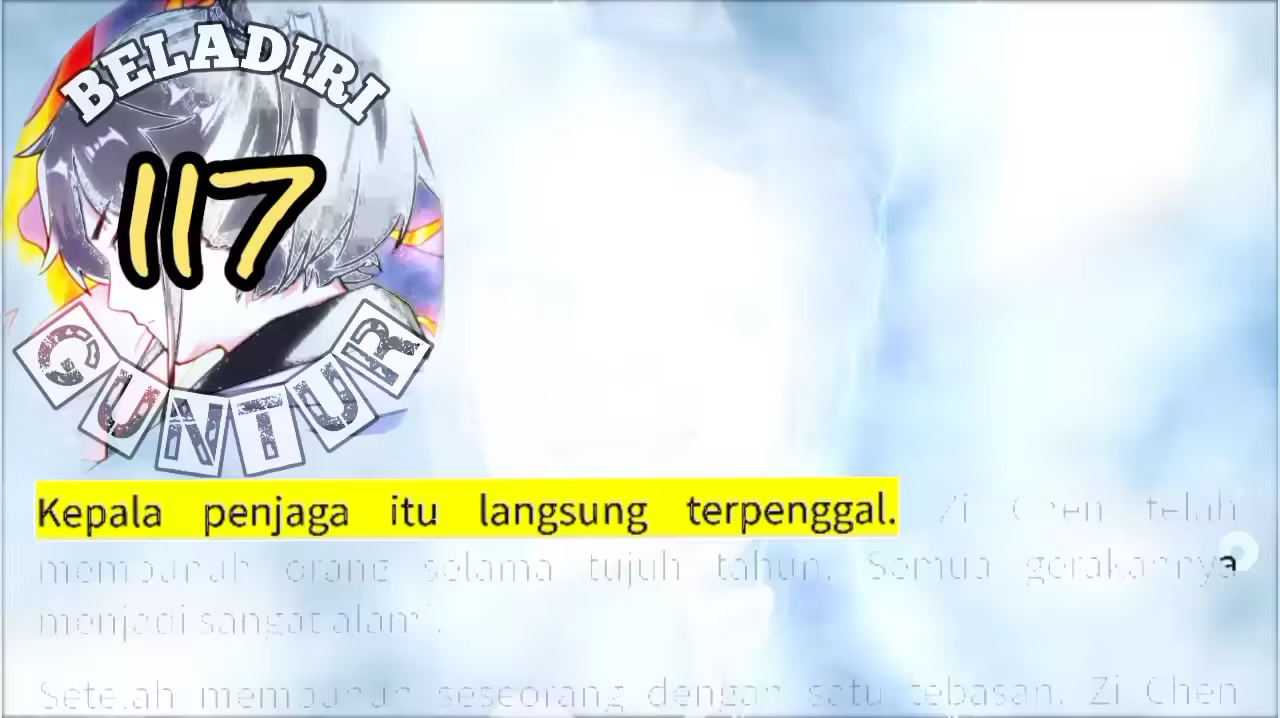 BELADIRI
117
GUNTUR
Kepala penjaga itu langsung terpenggal. Zi Chen telah
membunuh orang selama tujuh tahun. Semua gerakannya
menjadi sangat alami.
Setelah membunuh seseorang dengan satu tebasan. Zi Chen